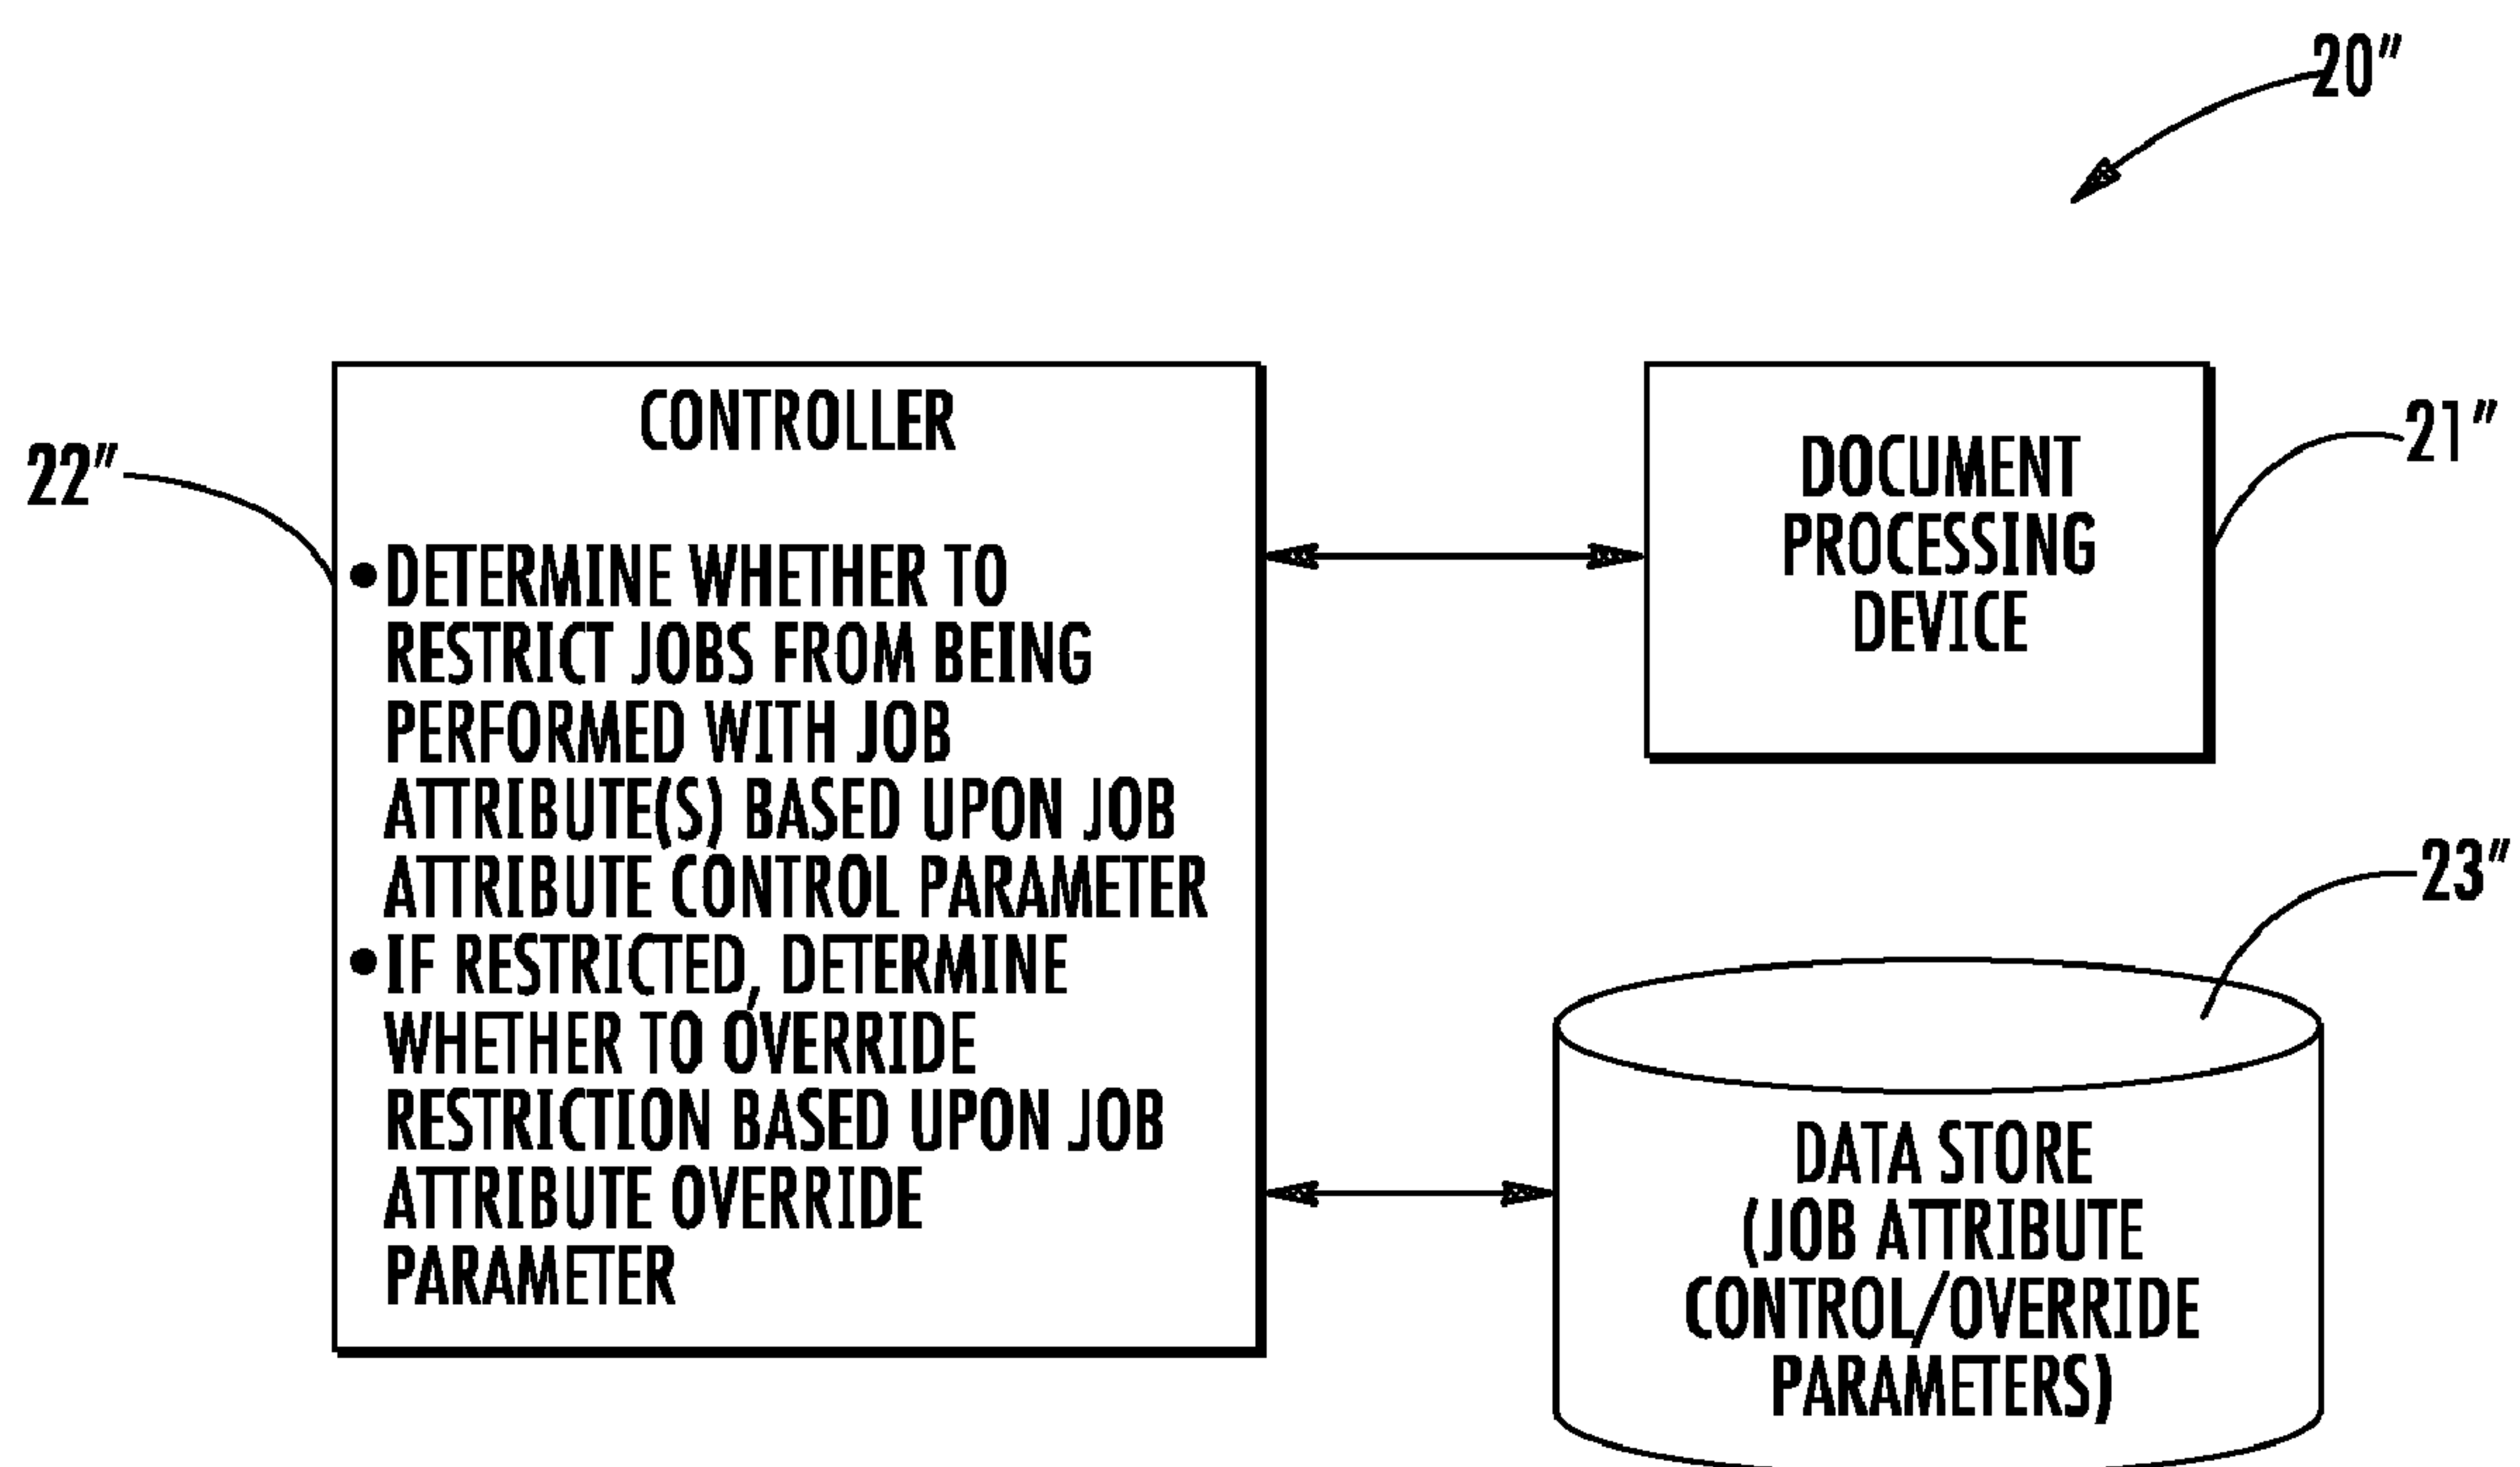 20"
CONTROLLER
22"
● DETERMINE WHETHER TO
RESTRICT JOBS FROM BEING
PERFORMED WITH JOB
ATTRIBUTE(S) BASED UPON JOB
ATTRIBUTE CONTROL PARAMETER
● IF RESTRICTED, DETERMINE
WHETHER TO OVERRIDE
RESTRICTION BASED UPON JOB
ATTRIBUTE OVERRIDE
PARAMETER
DOCUMENT
PROCESSING
DEVICE
21"
23"
DATA STORE
(JOB ATTRIBUTE
CONTROL/OVERRIDE
PARAMETERS)